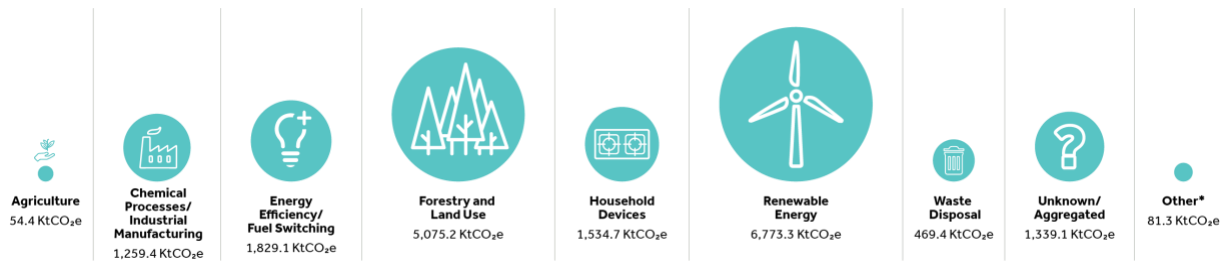 Agriculture
54.4 KtCO₂e
Chemical
Processes/
Industrial
Manufacturing
1,259.4 KtCO₂e
Energy
Efficiency/
Fuel Switching
1,829.1 KtCO₂e
Forestry and
Land Use
5,075.2 KtCO₂e
Household
Devices
1,534.7 KtCO₂e
Renewable
Energy
6,773.3 KtCO₂e
Waste
Disposal
469.4 KtCO₂e
Unknown/
Aggregated
1,339.1 KtCO₂e
Other*
81.3 KtCO₂e